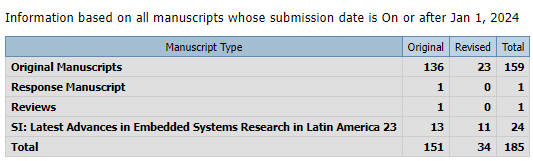 Information based on all manuscripts whose submission date is On or after Jan 1, 2024
Manuscript Type Original Revised Total
Original Manuscripts 136 23 159
Response Manuscript 1 0 1
Reviews 1 0 1
SI: Latest Advances in Embedded Systems Research in Latin America 23 13 11 24
Total 151 34 185